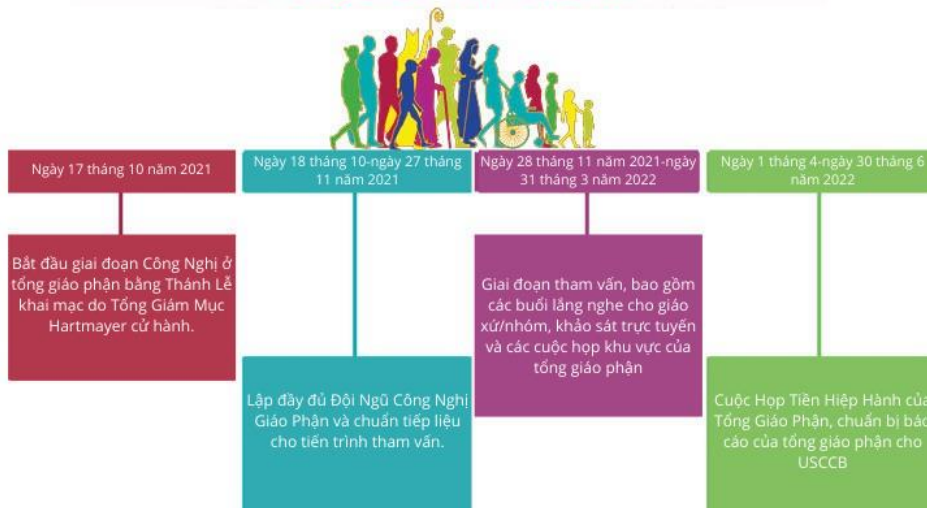 Ngày 17 tháng 10 năm 2021
Ngày 18 tháng 10-ngày 27 tháng
11 năm 2021
Ngày 28 tháng 11 năm 2021-ngày
31 tháng 3 năm 2022
Ngày 1 tháng 4-ngày 30 tháng 6
năm 2022
Bắt đầu giai đoạn Công Nghị ở
tổng giáo phận bằng Thánh Lễ
khai mạc do Tổng Giám Mục
Hartmayer cử hành.
Lập đầy đủ Đội Ngũ Công Nghị
Giáo Phận và chuẩn tiếp liệu
cho tiến trình tham vấn.
Giai đoạn tham vấn, bao gồm
các buổi lắng nghe cho giáo
xứ/nhóm, khảo sát trực tuyến
và các cuộc họp khu vực của
tổng giáo phận
Cuộc Họp Tiền Hiệp Hành của
Tổng Giáo Phận, chuẩn bị báo
cáo của tổng giáo phận cho
USCCB